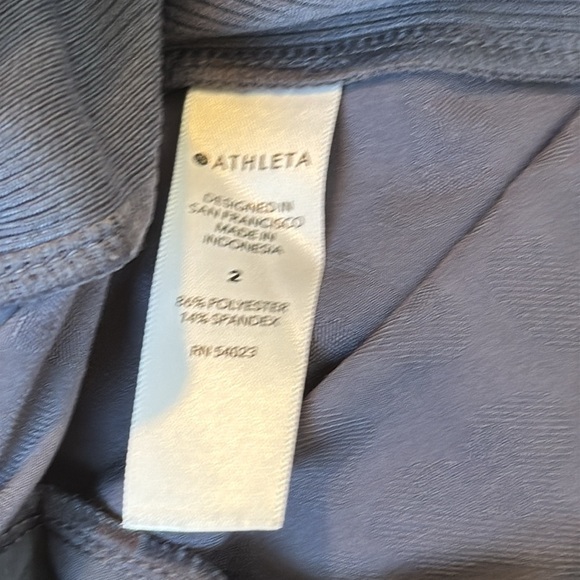 ATHLETA
DESIGNED IN
SAN FRANCISCO
MADE IN
INDONESIA
2
86% POLYESTER
14% SPANDEX
RN 54023